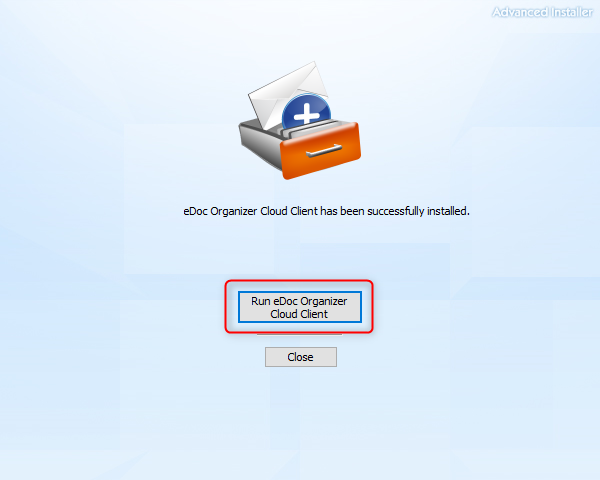 Advanced Installer
eDoc Organizer Cloud Client has been successfully installed.
Run eDoc Organizer
Cloud Client
Close